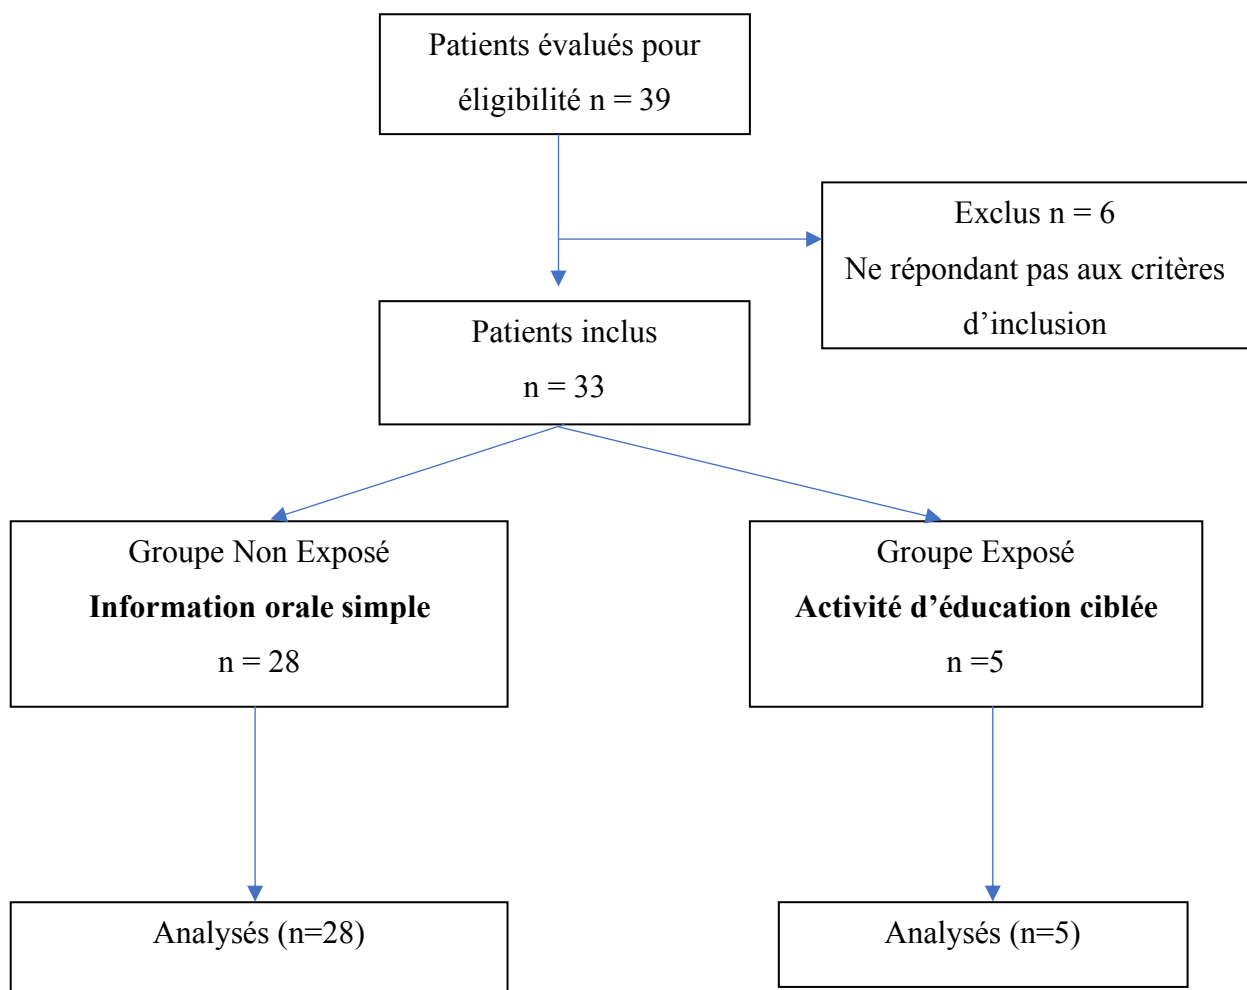 Patients évalués pour
éligibilité n = 39
Exclus n = 6
Ne répondant pas aux critères
d’inclusion
Patients inclus
n = 33
Groupe Non Exposé
Information orale simple
n = 28
Groupe Exposé
Activité d’éducation ciblée
n =5
Analysés (n=28)
Analysés (n=5)